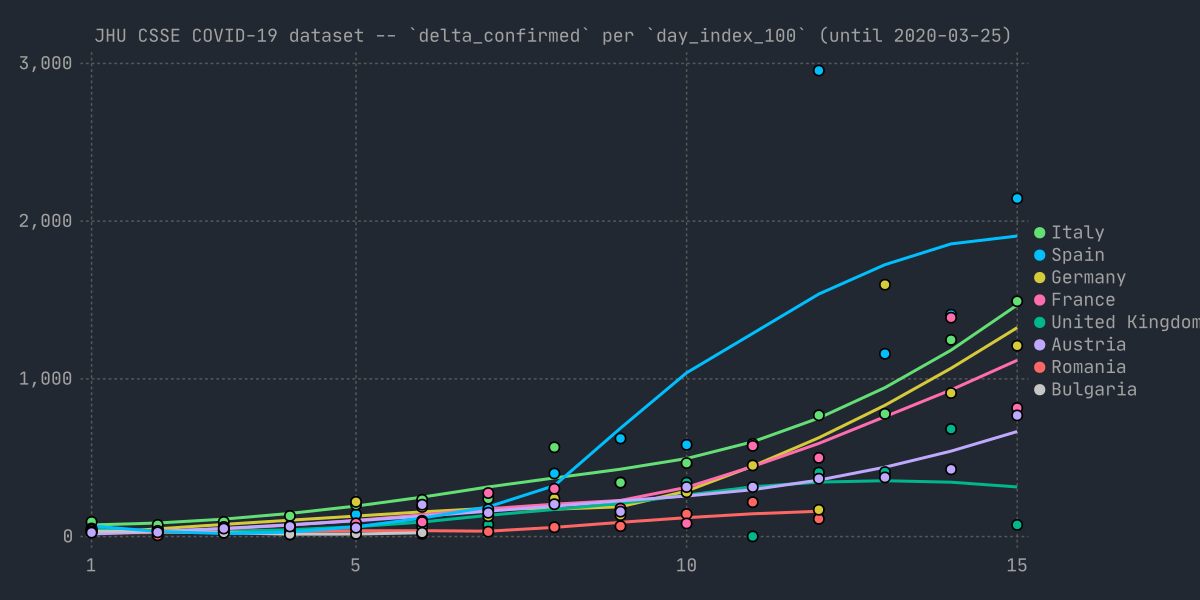 JHU CSSE COVID-19 dataset -- `delta_confirmed` per `day_index_100` (until 2020-03-25)
3,000
2,000
1,000
0
1
5
10
15
Italy
Spain
Germany
France
United Kingdom
Austria
Romania
Bulgaria